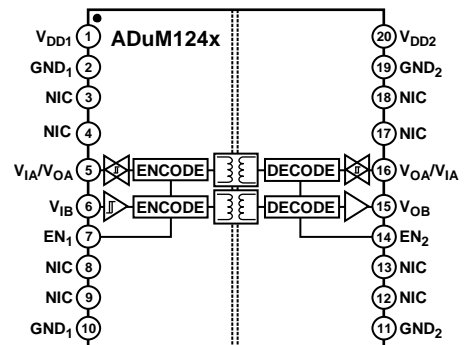 ADuM124x
VDD1 1
GND1 2
NIC 3
NIC 4
VIA/VOA 5 ENCODE DECODE 16 VOA/VIA
VIB 6 ENCODE DECODE 15 VOB
EN1 7
NIC 8
NIC 9
GND1 10
20 VDD2
19 GND2
18 NIC
17 NIC
14 EN2
13 NIC
12 NIC
11 GND2